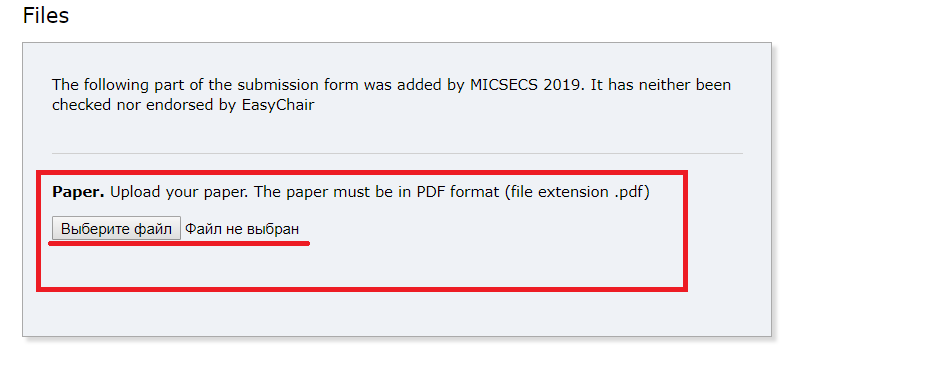 Files
The following part of the submission form was added by MICSECS 2019. It has neither been
checked nor endorsed by EasyChair
Paper. Upload your paper. The paper must be in PDF format (file extension .pdf)
Выберите файл Файл не выбран